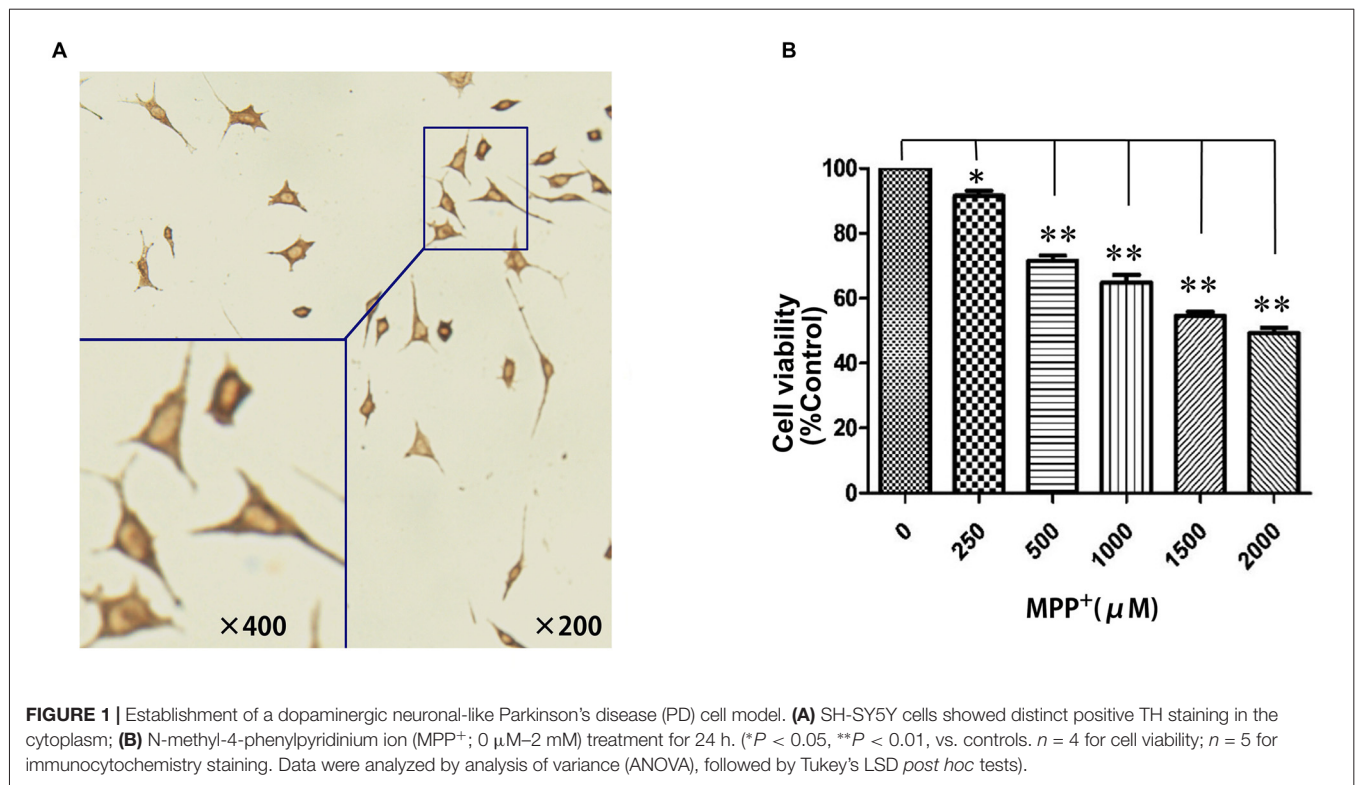 A
B
×400
×200
100
80
60
40
20
0
Cell viability
(%Control)
*
**
**
**
**
0
250
500
1000
1500
2000
MPP⁺(μM)
FIGURE 1 | Establishment of a dopaminergic neuronal-like Parkinson's disease (PD) cell model. (A) SH-SY5Y cells showed distinct positive TH staining in the
cytoplasm; (B) N-methyl-4-phenylpyridinium ion (MPP⁺; 0 μM–2 mM) treatment for 24 h. (*P < 0.05, **P < 0.01, vs. controls. n = 4 for cell viability; n = 5 for
immunocytochemistry staining. Data were analyzed by analysis of variance (ANOVA), followed by Tukey's LSD post hoc tests).